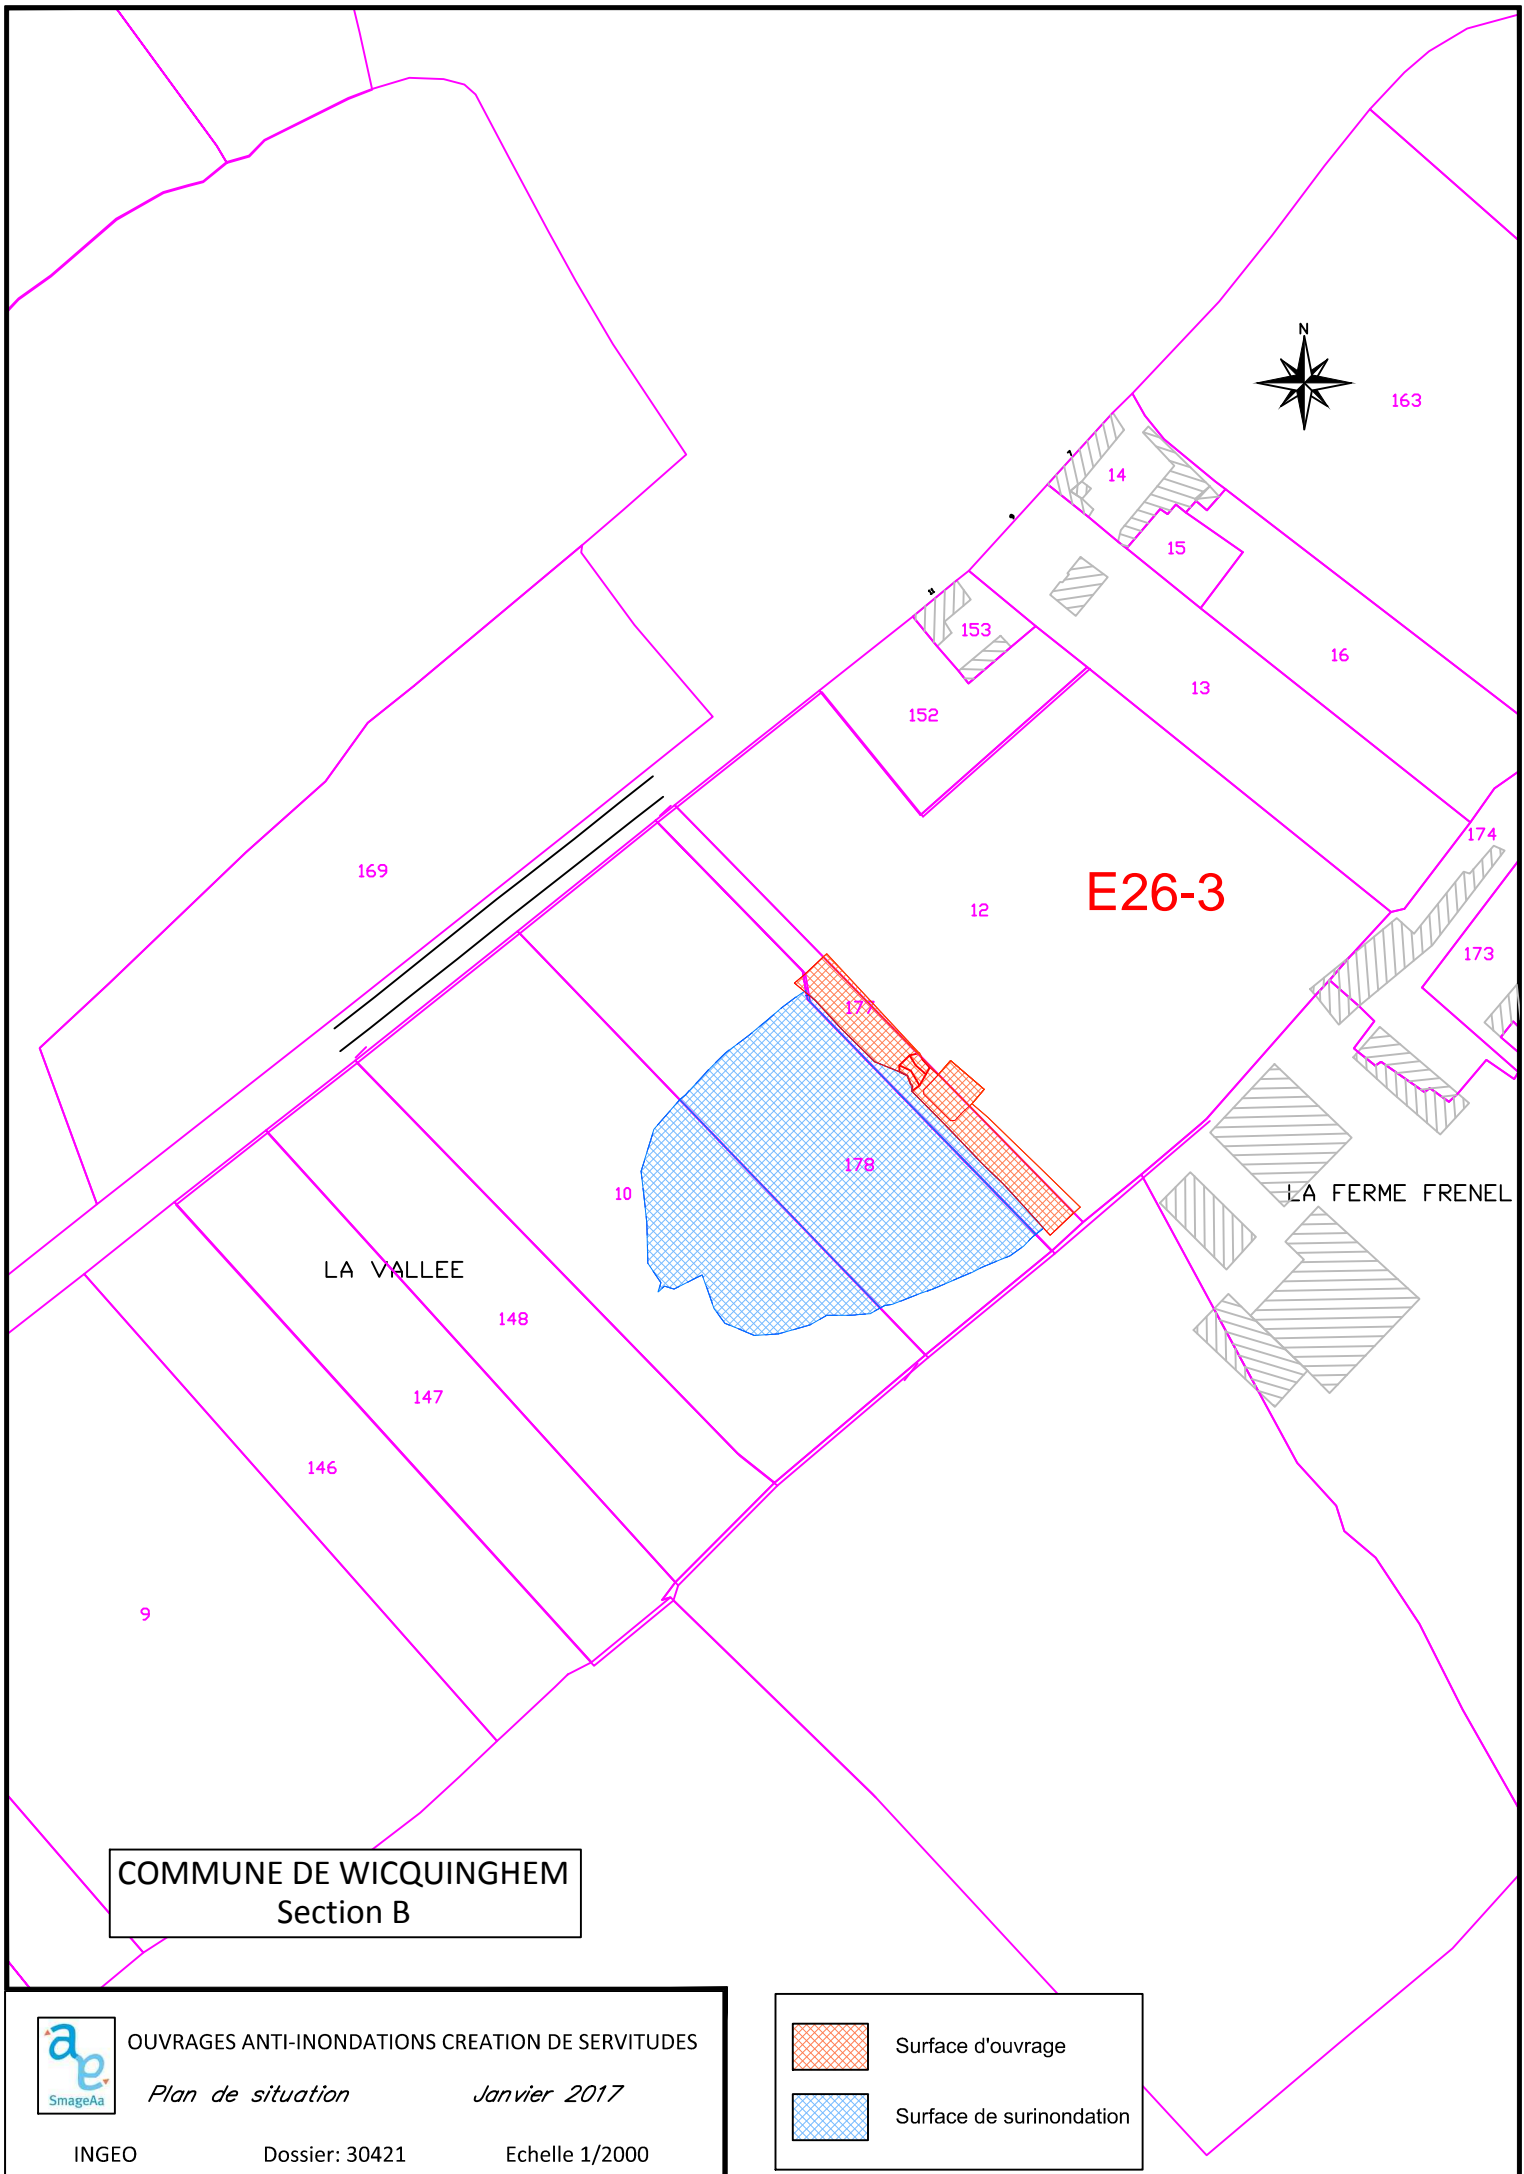 N
163
7
14
9
15
153
16
13
152
174
169
12
E26-3
173
177
178
10
LA FERME FRENEL
LA VALLEE
148
147
146
9
COMMUNE DE WICQUINGHEM
Section B
OUVRAGES ANTI-INONDATIONS CREATION DE SERVITUDES
Plan de situation Janvier 2017
SmageAa
INGEO Dossier: 30421 Echelle 1/2000
Surface d'ouvrage
Surface de surinondation